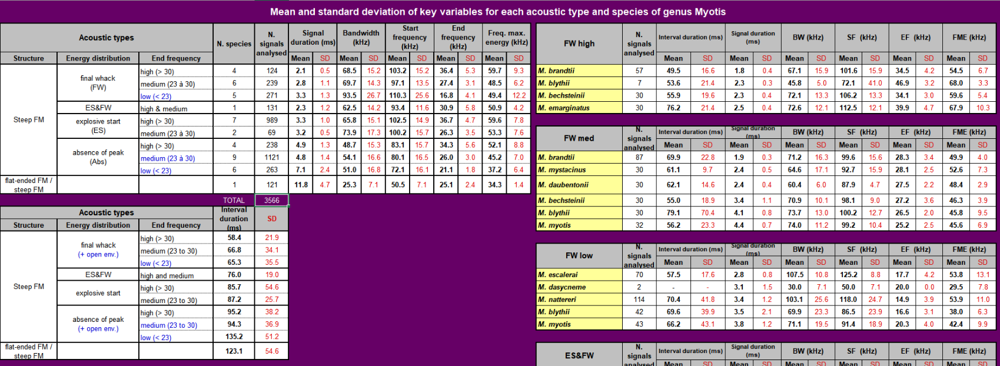 Mean and standard deviation of key variables for each acoustic type and species of genus Myotis
Acoustic types N. species N. signals analysed Signal duration (ms) Bandwidth (kHz) Start frequency (kHz) End frequency (kHz) Freq. max. energy (kHz)
Structure Energy distribution End frequency Mean SD Mean SD Mean SD Mean SD Mean SD
Steep FM final whack (FW) high (> 30) 4 124 2.1 0.5 68.5 15.2 103.2 15.2 36.4 5.3 59.7 9.3
medium (23 à 30) 6 239 2.8 1.1 69.7 14.3 97.1 13.5 27.4 3.1 48.5 6.2
low (< 23) 5 271 3.3 1.3 93.5 26.7 110.3 25.6 16.8 4.1 49.4 12.2
ES&FW high & medium 1 131 2.3 1.2 62.5 14.2 93.4 11.6 30.9 5.8 50.9 4.2
explosive start (ES) high (> 30) 7 989 3.3 1.0 65.8 15.1 102.5 14.9 36.7 4.7 59.6 7.8
medium (23 à 30) 2 69 3.2 0.5 73.9 17.3 100.2 15.7 26.3 3.5 53.3 7.6
absence of peak (Abs) high (> 30) 4 238 4.9 1.3 48.7 15.3 83.1 15.7 34.3 5.6 52.1 8.8
medium (23 à 30) 9 1121 4.8 1.4 54.1 16.6 80.1 16.5 26.0 3.0 45.2 7.0
low (< 23) 6 263 7.1 2.4 51.0 16.8 72.1 16.1 21.1 1.8 37.2 6.4
flat-ended FM / steep FM 1 121 11.8 4.7 25.3 7.1 50.5 7.1 25.1 2.4 34.3 1.4
TOTAL 3566
Acoustic types Interval duration (ms) SD
Structure Energy distribution End frequency
Steep FM final whack (+ open env.) high (> 30) 58.4 21.9
medium (23 to 30) 66.8 34.1
low (< 23) 65.3 35.5
ES&FW high and medium 76.0 19.0
explosive start high (> 30) 85.7 54.6
medium (23 to 30) 87.2 25.7
absence of peak (+ open env.) high (> 30) 95.2 38.2
medium (23 to 30) 94.3 36.9
low (< 23) 135.2 51.2
flat-ended FM / steep FM 123.1 54.6
FW high N. signals analysed Interval duration (ms) Signal duration (ms) BW (kHz) SF (kHz) EF (kHz) FME (kHz)
Mean SD Mean SD Mean SD Mean SD Mean SD Mean SD
M. brandtii 57 49.5 16.6 1.8 0.4 67.1 15.9 101.6 15.9 34.5 4.2 54.5 6.7
M. blythii 7 53.6 21.4 2.3 0.3 45.8 5.0 72.1 41.0 46.9 3.2 68.0 3.3
M. bechsteinii 30 55.9 19.6 2.3 0.4 72.1 13.3 106.2 13.3 34.1 3.0 59.6 5.4
M. emarginatus 30 76.2 21.4 2.5 0.4 72.6 12.1 112.5 12.1 39.9 4.7 67.9 10.3
FW med N. signals analysed Interval duration (ms) Signal duration (ms) BW (kHz) SF (kHz) EF (kHz) FME (kHz)
Mean SD Mean SD Mean SD Mean SD Mean SD Mean SD
M. brandtii 87 69.9 22.8 1.9 0.3 71.2 16.3 99.6 15.6 28.3 3.4 49.9 4.0
M. mystacinus 30 61.1 9.7 2.4 0.5 64.6 17.1 92.7 15.9 28.1 2.5 52.6 7.3
M. daubentonii 30 62.1 14.6 2.4 0.4 60.4 6.0 87.9 4.7 27.5 2.2 48.4 2.9
M. bechsteinii 30 55.0 18.9 3.4 1.1 70.9 10.1 98.1 9.0 27.2 3.6 46.3 3.9
M. blythii 30 79.1 70.4 4.1 0.8 73.7 13.0 100.2 12.7 26.5 2.0 45.8 9.5
M. myotis 32 56.2 23.3 4.4 0.7 74.0 11.2 99.2 10.4 25.2 2.5 45.6 6.9
FW low N. signals analysed Interval duration (ms) Signal duration (ms) BW (kHz) SF (kHz) EF (kHz) FME (kHz)
Mean SD Mean SD Mean SD Mean SD Mean SD Mean SD
M. escalerai 70 57.5 17.6 2.8 0.8 107.5 10.8 125.2 8.8 17.7 4.2 53.8 13.1
M. dasycneme 2 - - 3.1 1.5 30.0 7.1 50.0 7.1 20.0 0.0 29.5 7.8
M. nattereri 114 70.4 41.8 3.4 1.2 103.1 25.6 118.0 24.7 14.9 3.9 53.9 11.0
M. blythii 42 69.6 39.9 3.5 2.1 69.9 23.3 86.5 23.9 16.6 3.1 38.0 6.3
M. myotis 43 66.2 43.1 3.8 1.2 71.1 19.5 91.4 18.9 20.3 4.0 42.4 9.9
ES&FW N. signals analysed Interval duration (ms) Signal duration (ms) BW (kHz) SF (kHz) EF (kHz) FME (kHz)
Mean SD Mean SD Mean SD Mean SD Mean SD Mean SD